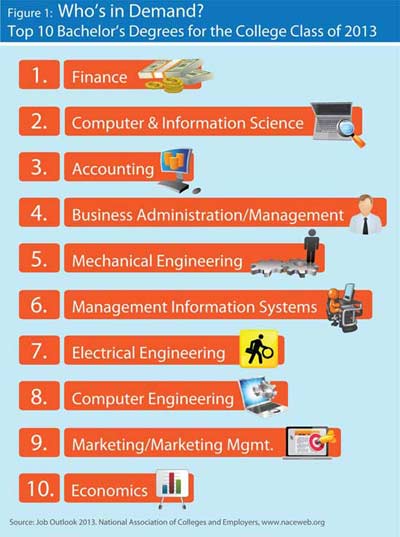 Figure 1: Who's in Demand?
Top 10 Bachelor's Degrees for the College Class of 2013
1. Finance
2. Computer & Information Science
3. Accounting
4. Business Administration/Management
5. Mechanical Engineering
6. Management Information Systems
7. Electrical Engineering
8. Computer Engineering
9. Marketing/Marketing Mgmt.
10. Economics
Source: Job Outlook 2013. National Association of Colleges and Employers, www.naceweb.org